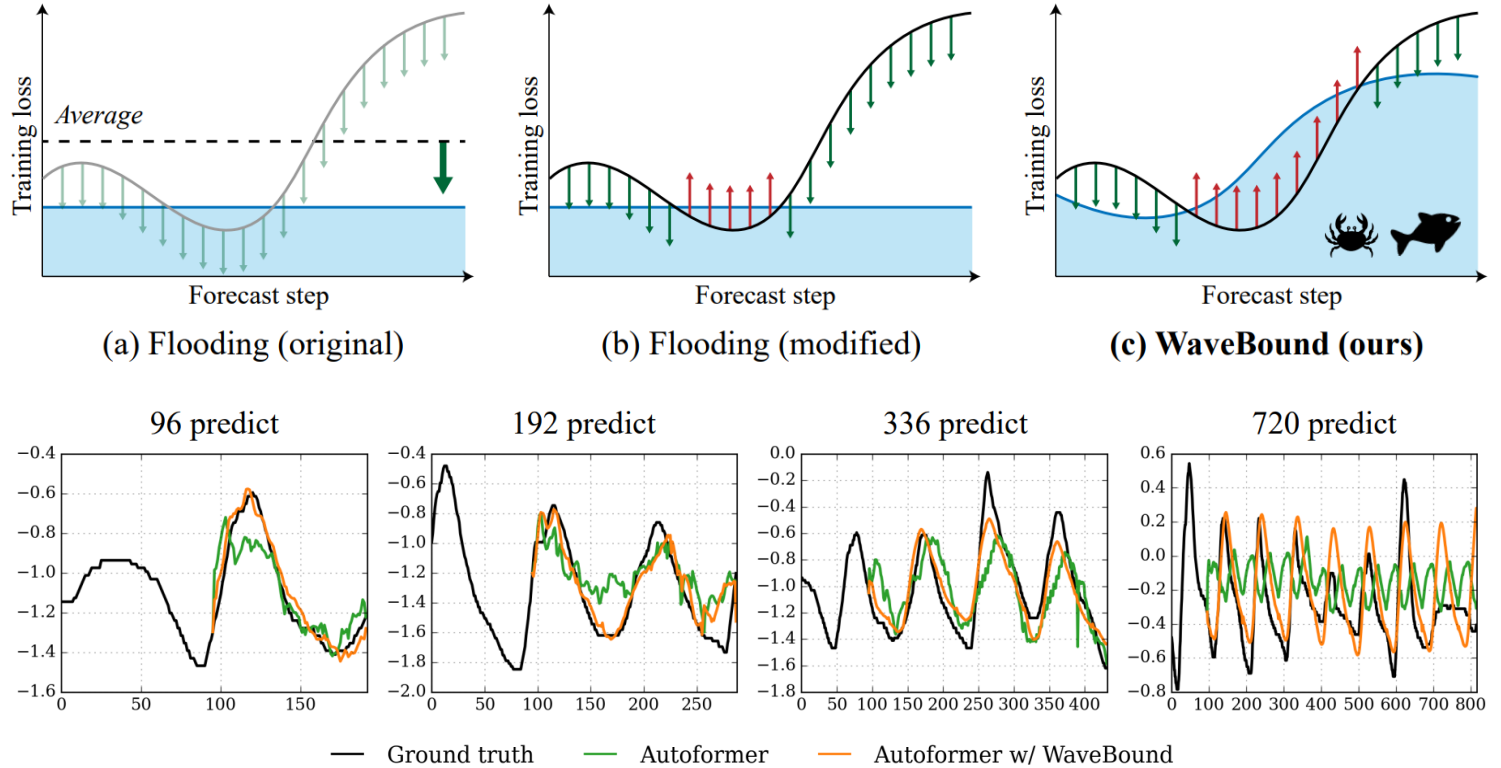 Training loss
Average
Forecast step
(a) Flooding (original)
Training loss
Forecast step
(b) Flooding (modified)
Training loss
Forecast step
(c) WaveBound (ours)
96 predict
−0.4
−0.6
−0.8
−1.0
−1.2
−1.4
−1.6
0 50 100 150
192 predict
−0.4
−0.6
−0.8
−1.0
−1.2
−1.4
−1.6
−1.8
−2.0
0 50 100 150 200 250
336 predict
0.0
−0.2
−0.4
−0.6
−0.8
−1.0
−1.2
−1.4
−1.6
−1.8
0 50 100 150 200 250 300 350 400
720 predict
0.6
0.4
0.2
0.0
−0.2
−0.4
−0.6
−0.8
0 100 200 300 400 500 600 700 800
Ground truth Autoformer Autoformer w/ WaveBound